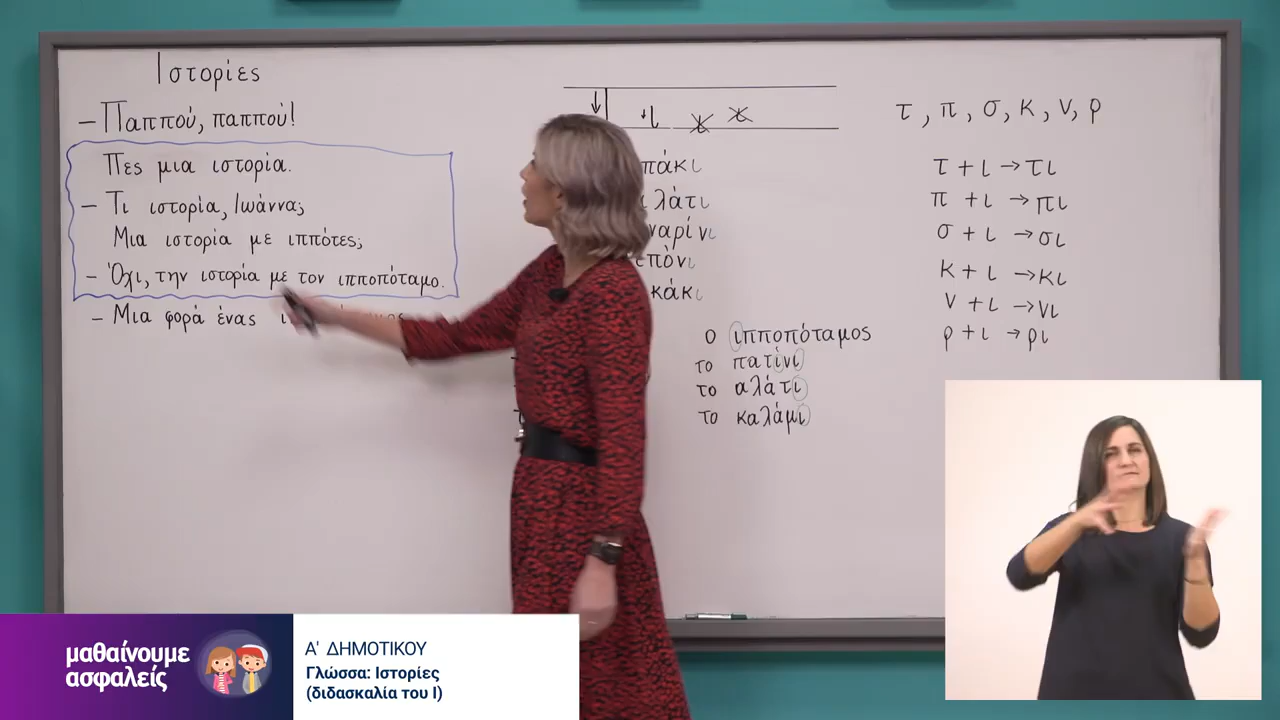 Ιστορίες
– Παππού, παππού!
Πες μια ιστορία.
– Τι ιστορία, Ιωάννα;
Μια ιστορία με ιππότες;
– Όχι, την ιστορία με τον ιπποπόταμο.
– Μια φορά ένας
ι
ο ιπποπόταμος
το πατίνι
το αλάτι
το καλάμι
τ, π, σ, κ, ν, ρ
τ + ι → τι
π + ι → πι
σ + ι → σι
κ + ι → κι
ν + ι → νι
ρ + ι → ρι
μαθαίνουμε
ασφαλείς
Α' ΔΗΜΟΤΙΚΟΥ
Γλώσσα: Ιστορίες
(διδασκαλία του Ι)